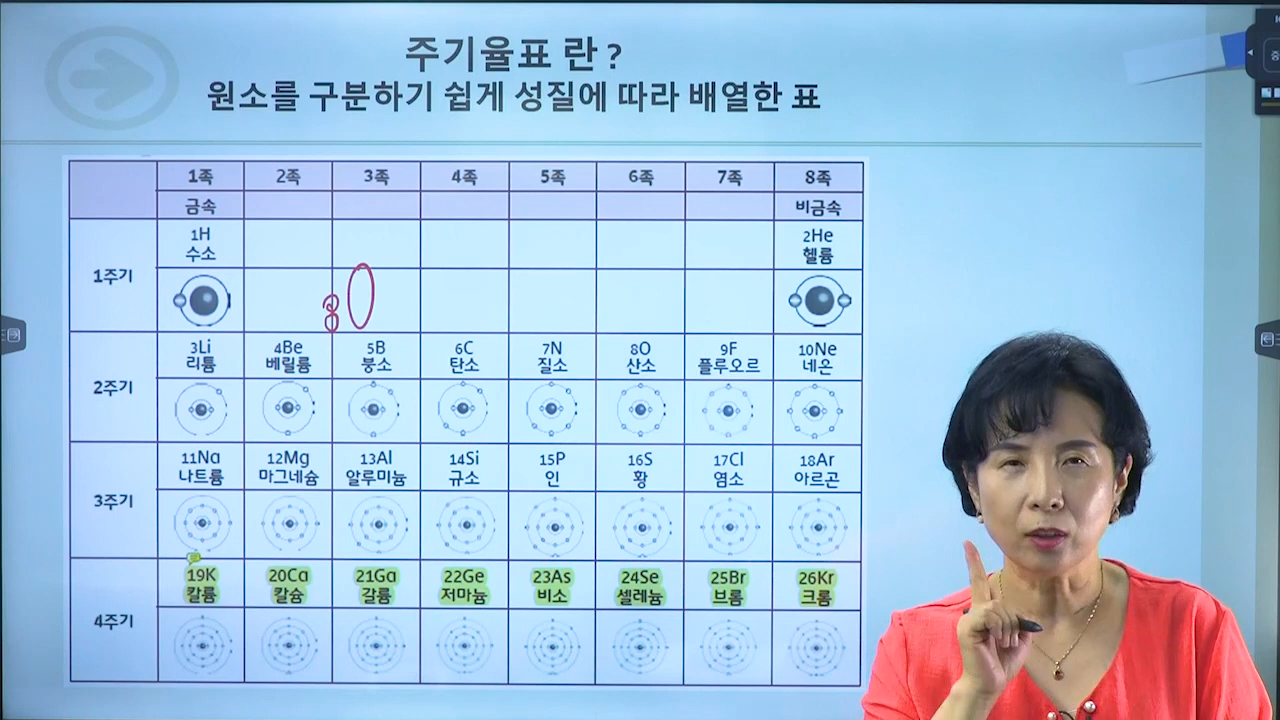 주기율표 란 ?
원소를 구분하기 쉽게 성질에 따라 배열한 표
1족 2족 3족 4족 5족 6족 7족 8족
금속 비금속
1주기
1H 2He
수소 헬륨
8
2주기
3Li 4Be 5B 6C 7N 8O 9F 10Ne
리튬 베릴륨 붕소 탄소 질소 산소 플루오르 네온
3주기
11Na 12Mg 13Al 14Si 15P 16S 17Cl 18Ar
나트륨 마그네슘 알루미늄 규소 인 황 염소 아르곤
4주기
19K 20Ca 21Ga 22Ge 23As 24Se 25Br 26Kr
칼륨 칼슘 갈륨 저마늄 비소 셀레늄 브롬 크롬